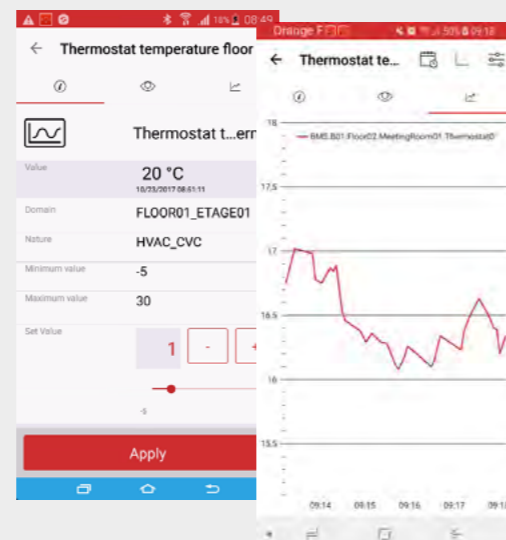 18% 08:49
Thermostat temperature floor
Thermostat t...ern
Value
20 °C
10/23/2017 08:51:11
Domain
FLOOR01_ETAGE01
Nature
HVAC_CVC
Minimum value
-5
Maximum value
30
Set Value
1
-
+
-5
Apply
Orange F
50% 09:18
Thermostat te...
18
BMS.B01.Floor02.MeetingRoom01.Thermostat0
17,5
17
16,5
16
15,5
09:14
09:15
09:16
09:17
09:18